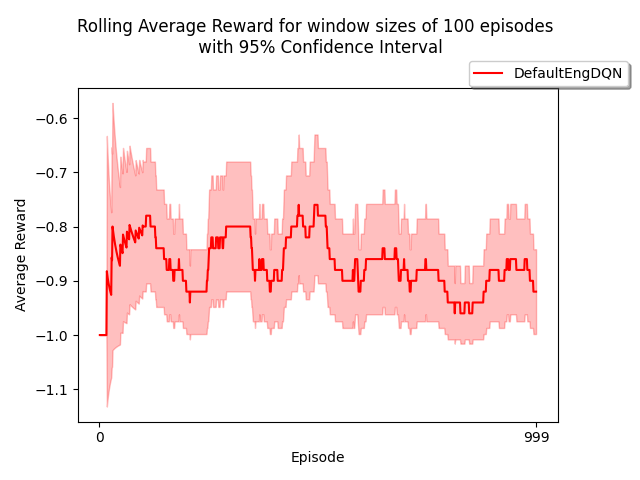 Rolling Average Reward for window sizes of 100 episodes
with 95% Confidence Interval
DefaultEngDQN
−0.6
−0.7
−0.8
−0.9
−1.0
−1.1
Average Reward
0
999
Episode